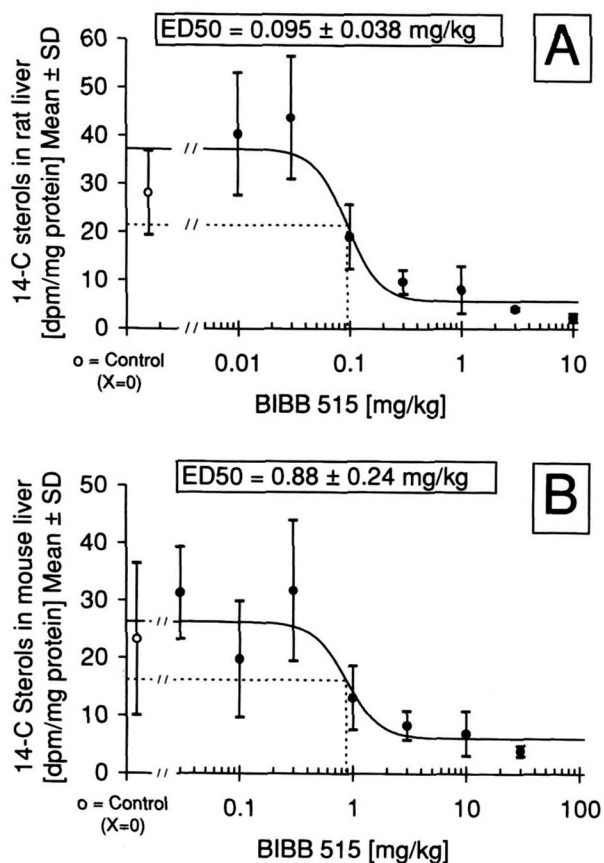 ED50 = 0.095 ± 0.038 mg/kg
A
14-C sterols in rat liver
[dpm/mg protein] Mean ± SD
60
50
40
30
20
10
0
//
//
//
0.01
0.1
1
10
o = Control
(X=0)
BIBB 515 [mg/kg]
ED50 = 0.88 ± 0.24 mg/kg
B
14-C Sterols in mouse liver
[dpm/mg protein] Mean ± SD
50
40
30
20
10
0
//
//
//
0.1
1
10
100
o = Control
(X=0)
BIBB 515 [mg/kg]